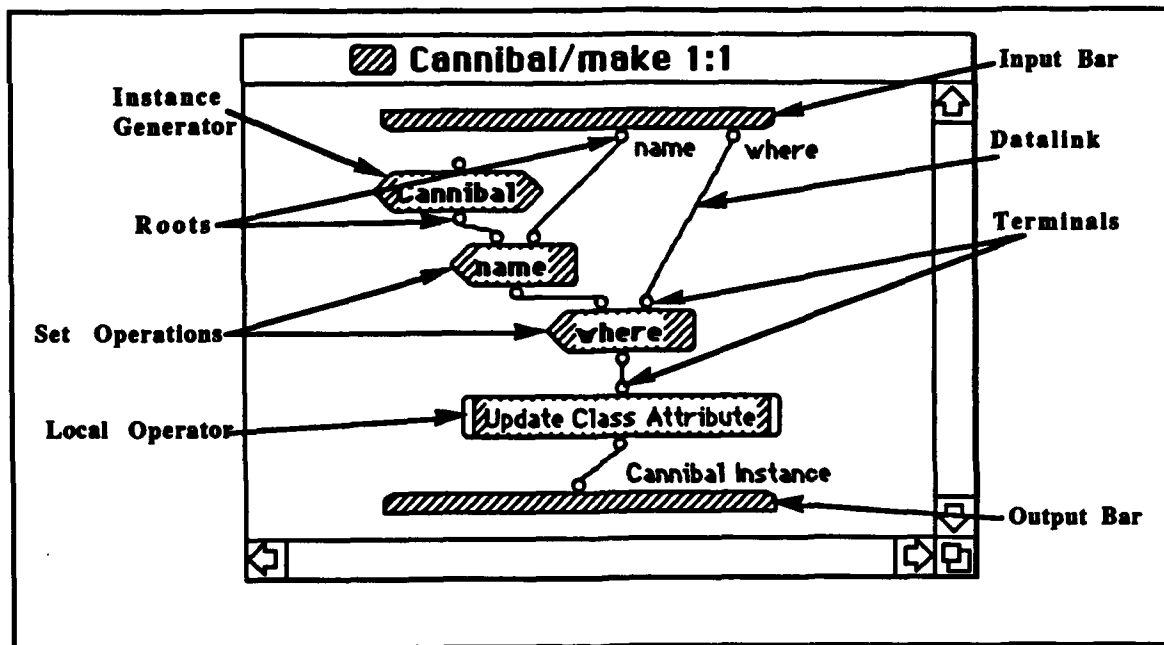 Cannibal/make 1:1
Input Bar
Instance
Generator
name
where
Datalink
Cannibal
Roots
Terminals
name
Set Operations
where
Local Operator
Update Class Attribute
Cannibal Instance
Output Bar